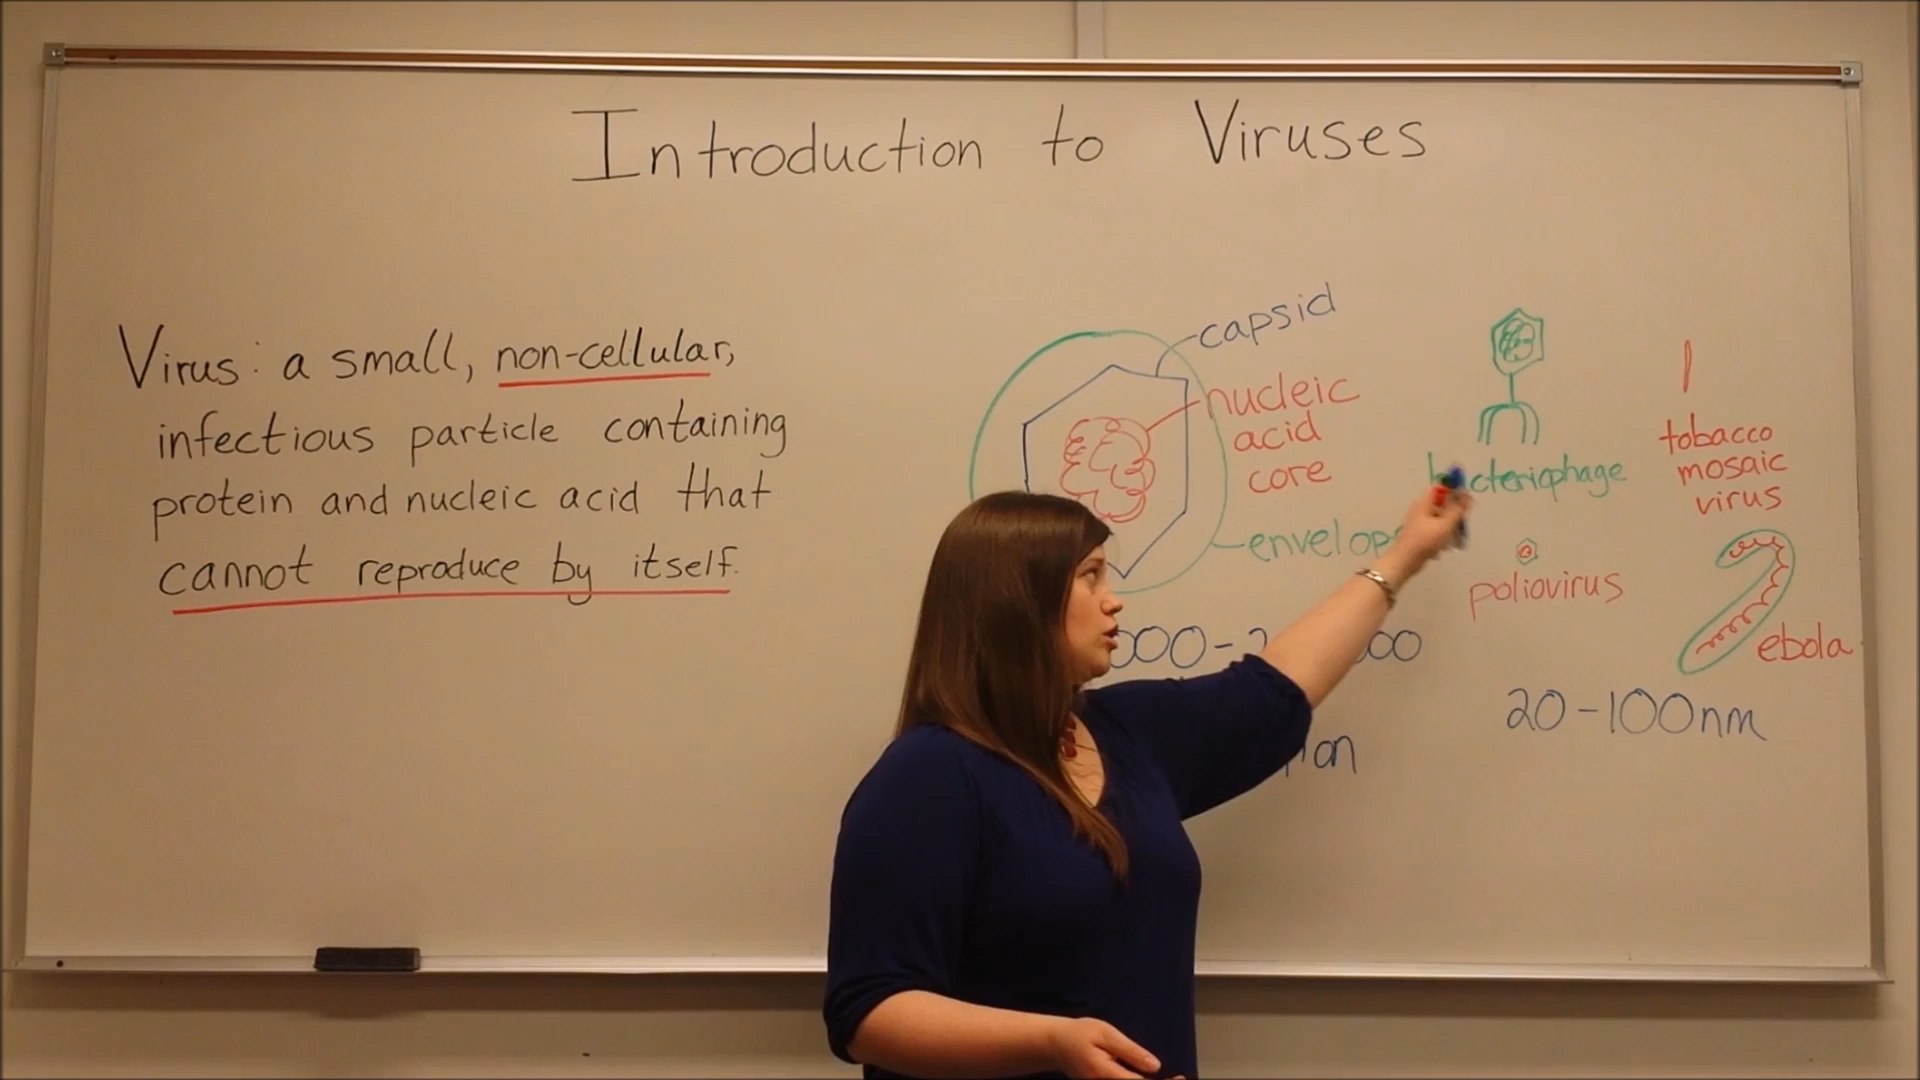 Introduction to Viruses
Virus: a small, non-cellular,
infectious particle containing
protein and nucleic acid that
cannot reproduce by itself.
capsid
nucleic
acid
core
envelope
bacteriophage
tobacco
mosaic
virus
poliovirus
ebola
20-100nm